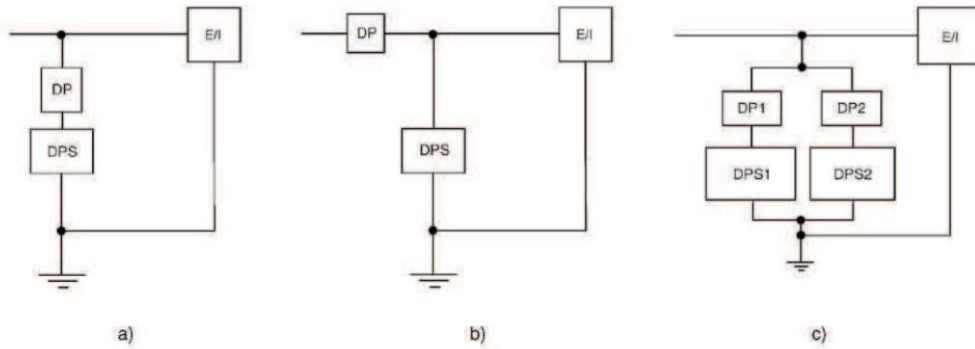 E/I
DP
DPS
a)
DP
E/I
DPS
b)
E/I
DP1 DP2
DPS1 DPS2
c)